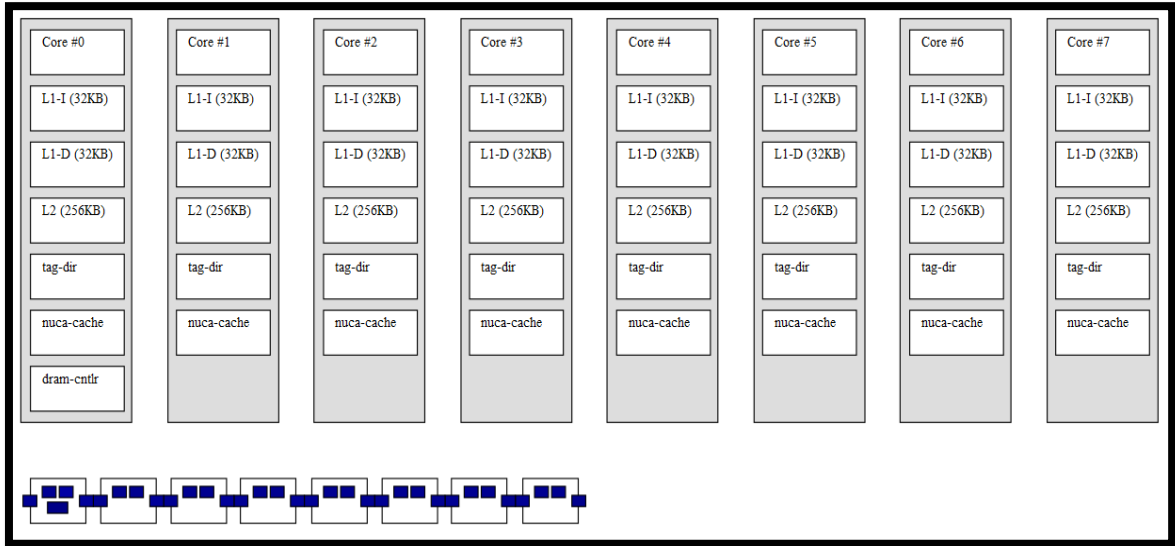 Core #0
L1-I (32KB)
L1-D (32KB)
L2 (256KB)
tag-dir
nuca-cache
dram-cntlr
Core #1
L1-I (32KB)
L1-D (32KB)
L2 (256KB)
tag-dir
nuca-cache
Core #2
L1-I (32KB)
L1-D (32KB)
L2 (256KB)
tag-dir
nuca-cache
Core #3
L1-I (32KB)
L1-D (32KB)
L2 (256KB)
tag-dir
nuca-cache
Core #4
L1-I (32KB)
L1-D (32KB)
L2 (256KB)
tag-dir
nuca-cache
Core #5
L1-I (32KB)
L1-D (32KB)
L2 (256KB)
tag-dir
nuca-cache
Core #6
L1-I (32KB)
L1-D (32KB)
L2 (256KB)
tag-dir
nuca-cache
Core #7
L1-I (32KB)
L1-D (32KB)
L2 (256KB)
tag-dir
nuca-cache